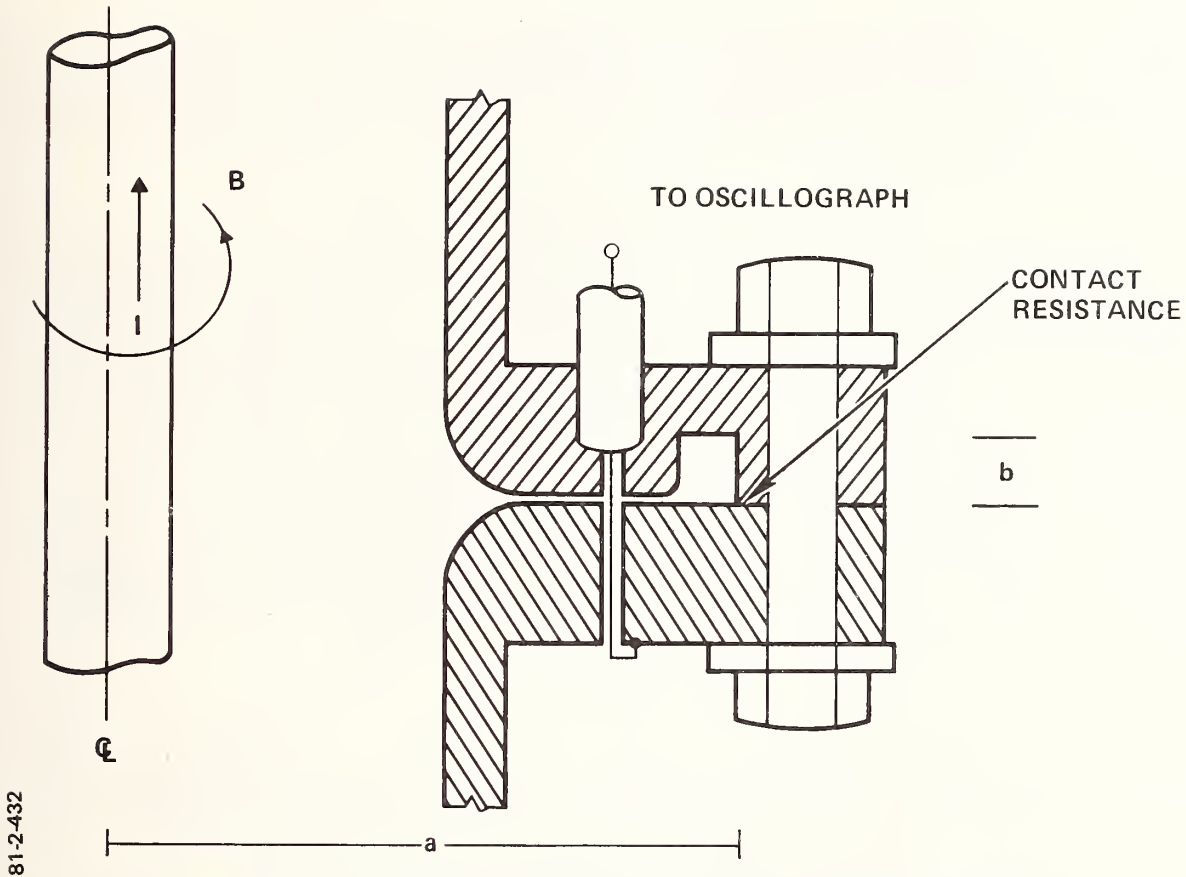 B
I
TO OSCILLOGRAPH
CONTACT
RESISTANCE
b
℄
a
81-2-432